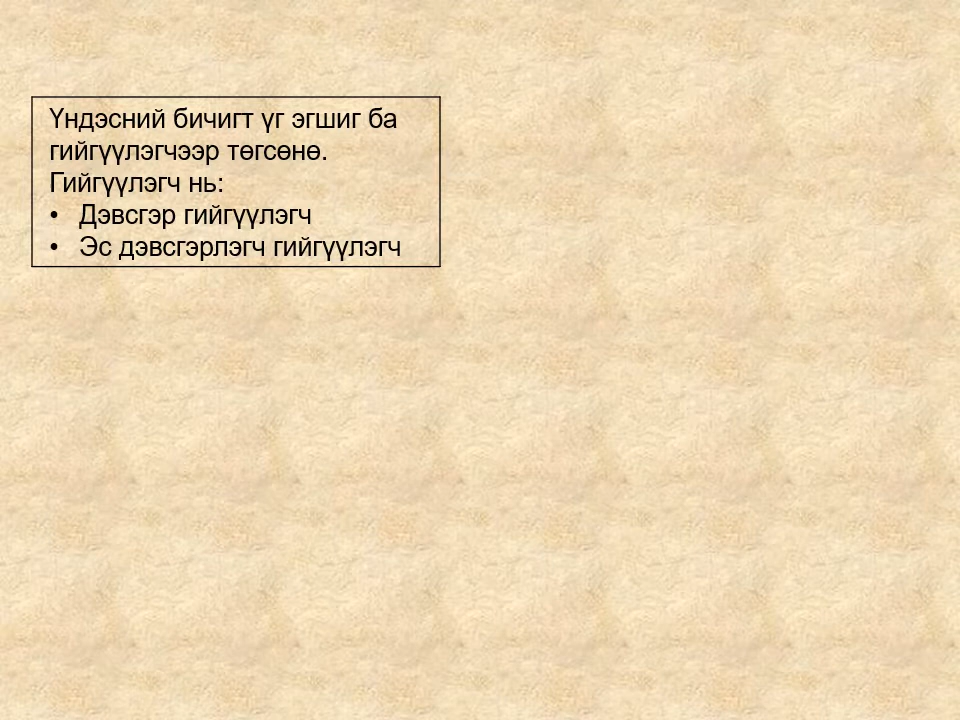 Үндэсний бичигт үг эгшиг ба
гийгүүлэгчээр төгсөнө.
Гийгүүлэгч нь:
• Дэвсгэр гийгүүлэгч
• Эс дэвсгэрлэгч гийгүүлэгч